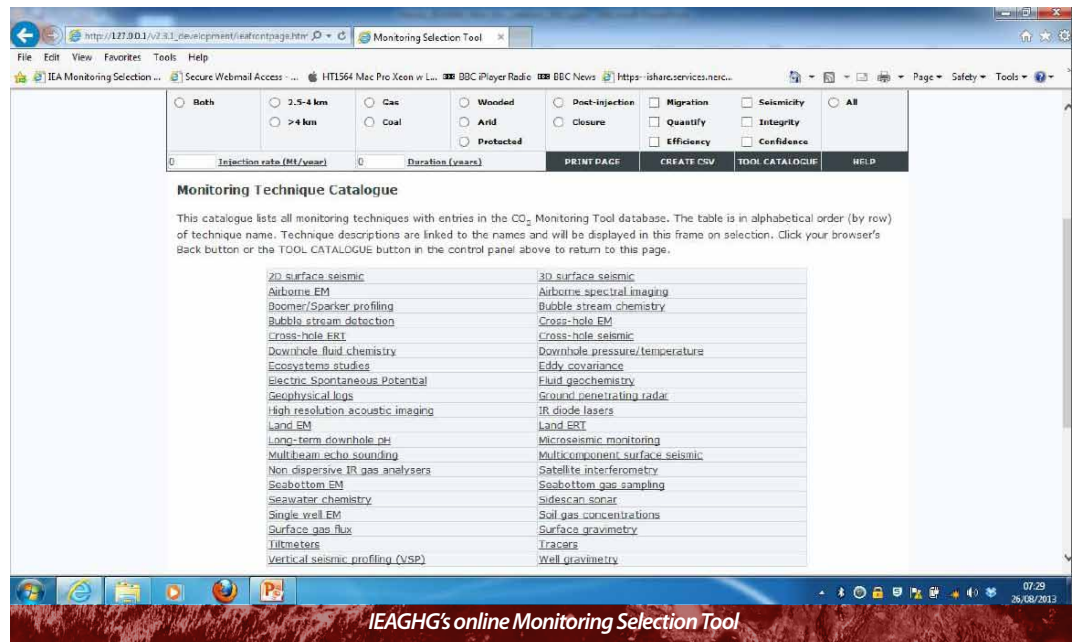 http://127.0.0.1/v2.3.1_development/ieafrontpage.htm
Monitoring Selection Tool
File Edit View Favorites Tools Help
IEA Monitoring Selection ... Secure Webmail Access - ... HT1564 Mac Pro Xeon w L... BBC iPlayer Radio BBC News Https--ishare.services.nerc... Page Safety Tools
Both 2.5-4 km Gas Wooded Post-injection Migration Seismicity All
>4 km Coal Arid Closure Quantify Integrity
Protected Efficiency Confidence
0 Injection rate (Mt/year) 0 Duration (years) PRINT PAGE CREATE CSV TOOL CATALOGUE HELP
Monitoring Technique Catalogue
This catalogue lists all monitoring techniques with entries in the CO2 Monitoring Tool database. The table is in alphabetical order (by row)
of technique name. Technique descriptions are linked to the names and will be displayed in this frame on selection. Click your browser's
Back button or the TOOL CATALOGUE button in the control panel above to return to this page.
2D surface seismic 3D surface seismic
Airborne EM Airborne spectral imaging
Boomer/Sparker profiling Bubble stream chemistry
Bubble stream detection Cross-hole EM
Cross-hole ERT Cross-hole seismic
Downhole fluid chemistry Downhole pressure/temperature
Ecosystems studies Eddy covariance
Electric Spontaneous Potential Fluid geochemistry
Geophysical logs Ground penetrating radar
High resolution acoustic imaging IR diode lasers
Land EM Land ERT
Long-term downhole pH Microseismic monitoring
Multibeam echo sounding Multicomponent surface seismic
Non dispersive IR gas analysers Satellite interferometry
Seabottom EM Seabottom gas sampling
Seawater chemistry Sidescan sonar
Single well EM Soil gas concentrations
Surface gas flux Surface gravimetry
Tiltmeters Tracers
Vertical seismic profiling (VSP) Well gravimetry
07:29
26/08/2013
IEAGHG's online Monitoring Selection Tool